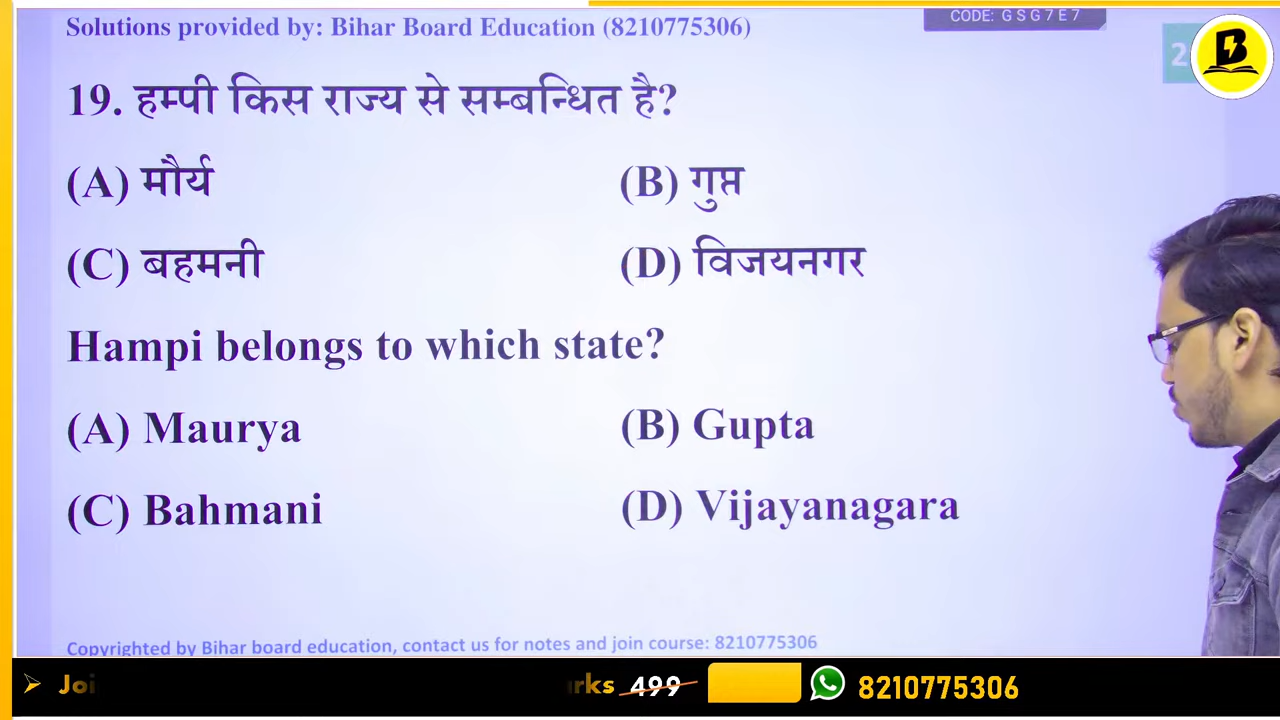 Solutions provided by: Bihar Board Education (8210775306)
CODE: G S G 7 E 7
2
B
19. हम्पी किस राज्य से सम्बन्धित है?
(A) मौर्य (B) गुप्त
(C) बहमनी (D) विजयनगर
Hampi belongs to which state?
(A) Maurya (B) Gupta
(C) Bahmani (D) Vijayanagara
Copyrighted by Bihar board education, contact us for notes and join course: 8210775306
499 8210775306